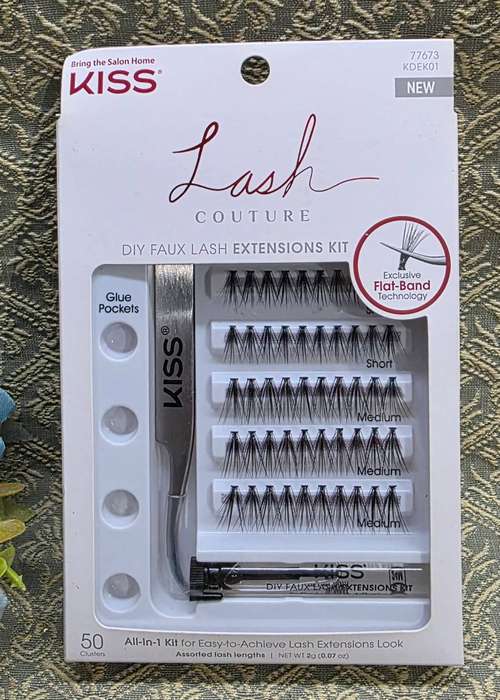 Bring the Salon Home
KISS®
77673
KDEK01
NEW
Lash
COUTURE
DIY FAUX LASH EXTENSIONS KIT
Exclusive
Flat-Band
Technology
Glue
Pockets
KISS®
Short
Medium
Medium
Medium
KISS
DIY FAUX LASH EXTENSIONS KIT
50
Clusters
All-in-1 Kit for Easy-to-Achieve Lash Extensions Look
Assorted lash lengths | NET WT 2g (0.07 oz)